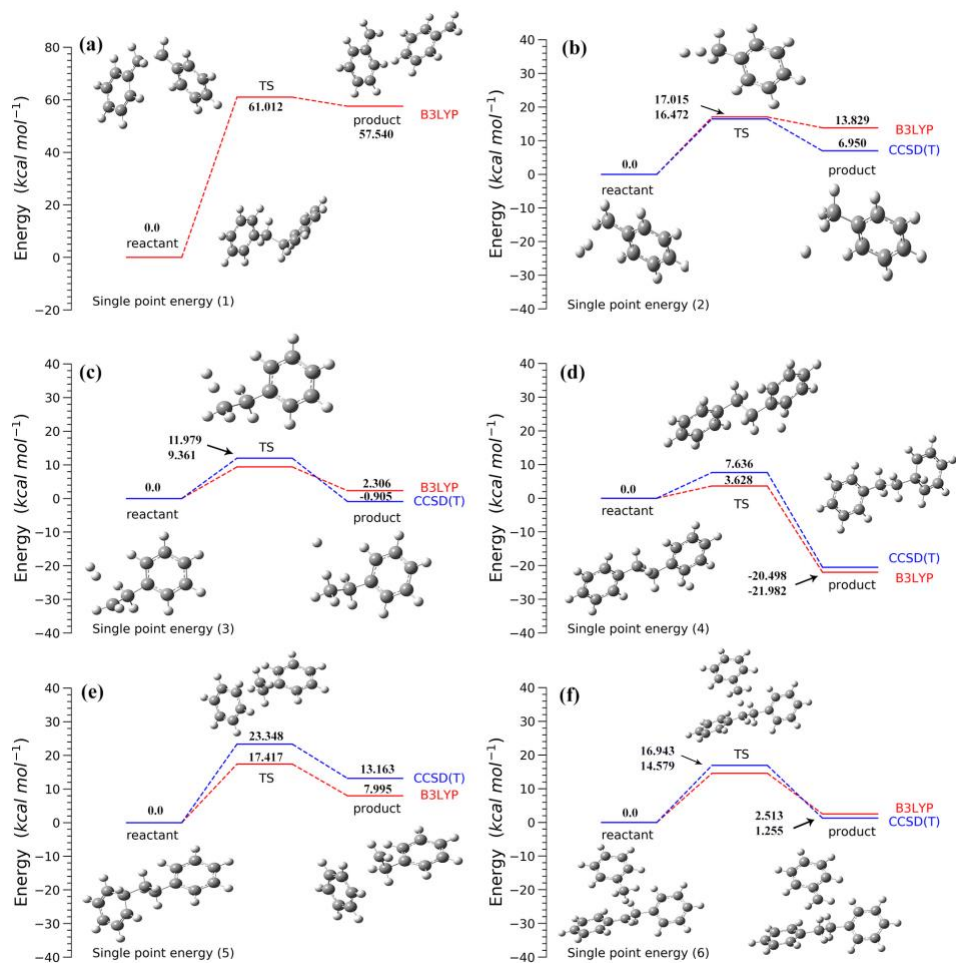 (a)
80
60
40
20
0
−20
Energy (kcal mol⁻¹)
TS
61.012
B3LYP
product
57.540
0.0
reactant
Single point energy (1)
(b)
40
30
20
10
0
−10
−20
−30
−40
Energy (kcal mol⁻¹)
17.015
16.472
TS
13.829
B3LYP
CCSD(T)
6.950
product
0.0
reactant
Single point energy (2)
(c)
40
30
20
10
0
−10
−20
−30
−40
Energy (kcal mol⁻¹)
11.979
9.361
TS
2.306
B3LYP
-0.905
CCSD(T)
product
0.0
reactant
Single point energy (3)
(d)
40
30
20
10
0
−10
−20
−30
−40
Energy (kcal mol⁻¹)
7.636
3.628
TS
0.0
reactant
CCSD(T)
B3LYP
-20.498
-21.982
product
Single point energy (4)
(e)
40
30
20
10
0
−10
−20
−30
−40
Energy (kcal mol⁻¹)
23.348
17.417
TS
13.163
CCSD(T)
7.995
B3LYP
product
0.0
reactant
Single point energy (5)
(f)
40
30
20
10
0
−10
−20
−30
−40
Energy (kcal mol⁻¹)
16.943
14.579
TS
2.513
1.255
B3LYP
CCSD(T)
product
0.0
reactant
Single point energy (6)